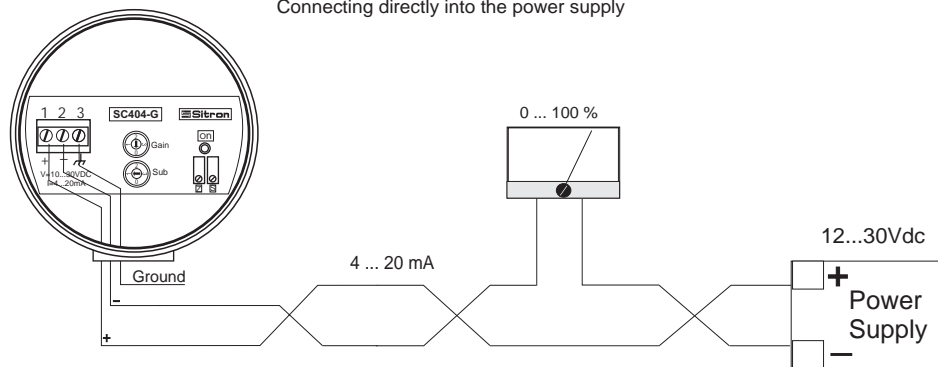 Connecting directly into the power supply
1 2 3
SC404-G
Sitron
0 ... 100 %
on
Gain
+ −
Sub
V=10...30VDC
I=4...20mA
12...30Vdc
4 ... 20 mA
Ground
+
Power
Supply
−
-
+